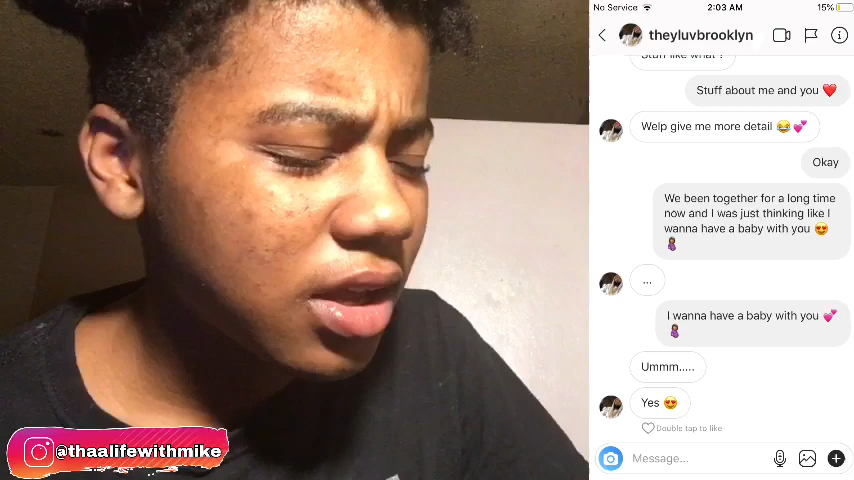 No Service
2:03 AM
15%
theyluvbrooklyn
Stuff like what ?
Stuff about me and you ❤️
Welp give me more detail 😂 💕
Okay
We been together for a long time
now and I was just thinking like I
wanna have a baby with you 😍
🤰🏾
...
I wanna have a baby with you 💕
🤰🏾
Ummm.....
Yes 😍
Double tap to like
Message...
@thaalifewithmike